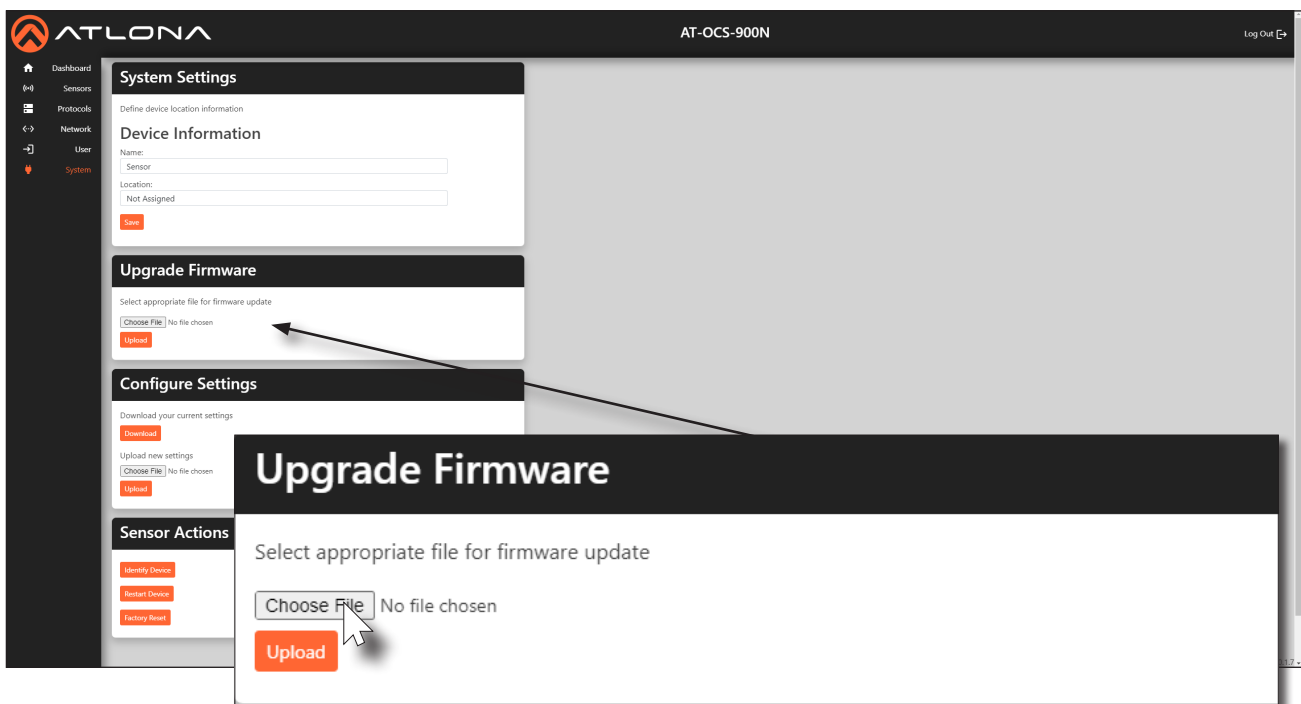 ATLONA
AT-OCS-900N
Log Out
Dashboard
Sensors
Protocols
Network
User
System
System Settings
Define device location information
Device Information
Name:
Sensor
Location:
Not Assigned
Save
Upgrade Firmware
Select appropriate file for firmware update
Choose File No file chosen
Upload
Configure Settings
Download your current settings
Download
Upload new settings
Choose File No file chosen
Upload
Sensor Actions
Identify Device
Restart Device
Factory Reset
Upgrade Firmware
Select appropriate file for firmware update
Choose File No file chosen
Upload